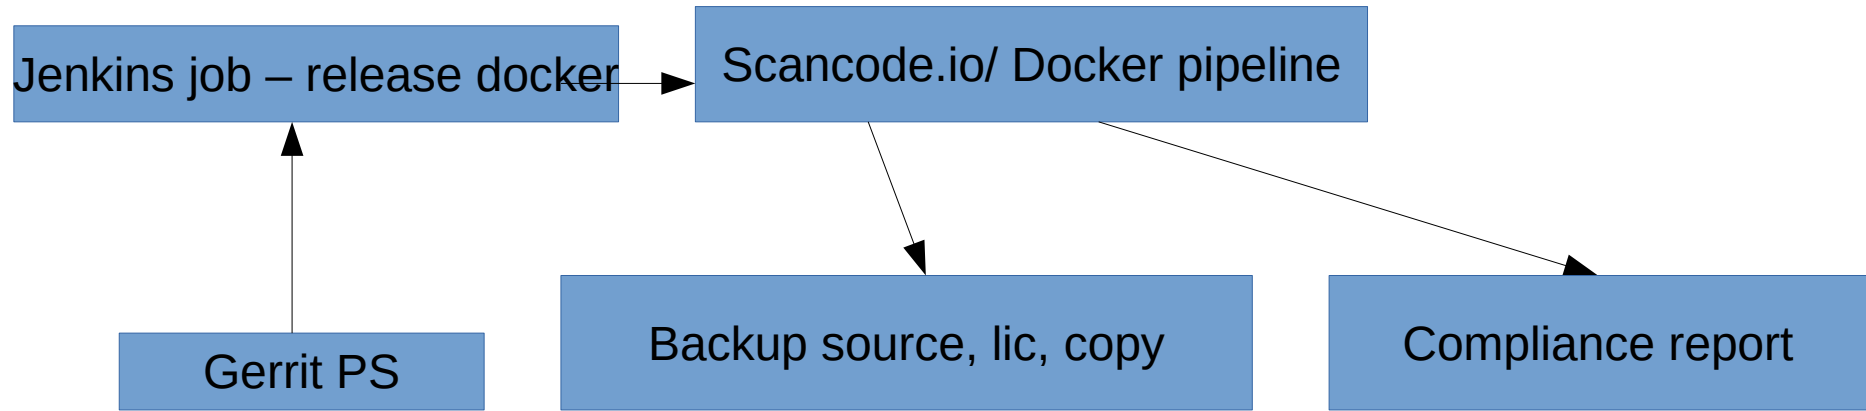 Jenkins job – release docker
Scancode.io/ Docker pipeline
Gerrit PS
Backup source, lic, copy
Compliance report